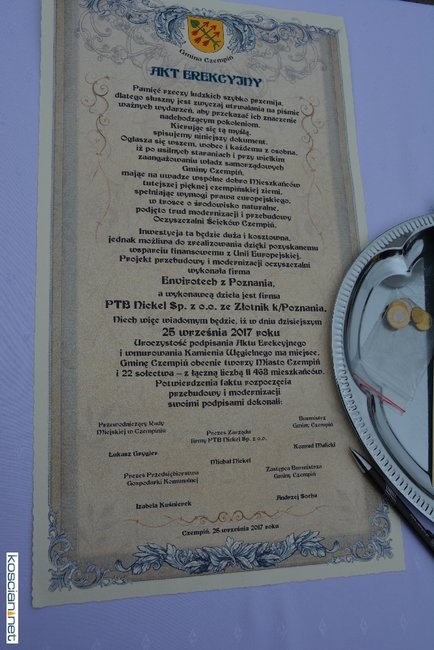 Gmina Czempiń
AKT EREKCYJNY
Pamięć rzeczy ludzkich szybko przemija,
dlatego słuszny jest zwyczaj utrwalania na piśmie
ważnych wydarzeń, aby przekazać ich znaczenie
nadchodzącym pokoleniom.
Kierując się tą myślą,
spisujemy niniejszy dokument.
Ogłasza się wszem, wobec i każdemu z osobna,
iż po usilnych staraniach i przy wielkim
zaangażowaniu władz samorządowych
Gminy Czempiń,
mając na uwadze wspólne dobro Mieszkańców
tutejszej pięknej czempińskiej ziemi,
spełniając wymogi prawa europejskiego,
w trosce o środowisko naturalne,
podjęto trud modernizacji i przebudowy
Oczyszczalni Ścieków Czempiń.
Inwestycja ta będzie duża i kosztowna,
jednak możliwa do zrealizowania dzięki pozyskanemu
wsparciu finansowemu z Unii Europejskiej.
Projekt przebudowy i modernizacji oczyszczalni
wykonała firma
Envirotech z Poznania,
a wykonawcą dzieła jest firma
PTB Nickel Sp. z o.o. ze Złotnik k/Poznania.
Niech więc wiadomym będzie, iż w dniu dzisiejszym
25 września 2017 roku
Uroczystość podpisania Aktu Erekcyjnego
i wmurowania Kamienia Węgielnego ma miejsce.
Gminę Czempiń obecnie tworzy Miasto Czempiń
i 22 sołectwa – z łączną liczbą 11 468 mieszkańców.
Potwierdzenia faktu rozpoczęcia
przebudowy i modernizacji
swoimi podpisami dokonali:
Przewodniczący Rady
Miejskiej w Czempiniu
Łukasz Grygier
Prezes Zarządu
firmy PTB Nickel Sp. z o.o.
Michał Nickel
Burmistrz
Gminy Czempiń
Konrad Malicki
Prezes Przedsiębiorstwa
Gospodarki Komunalnej
Izabela Kuśnierek
Zastępca Burmistrza
Gminy Czempiń
Andrzej Socha
Czempiń, 25 września 2017 roku
koscian.net